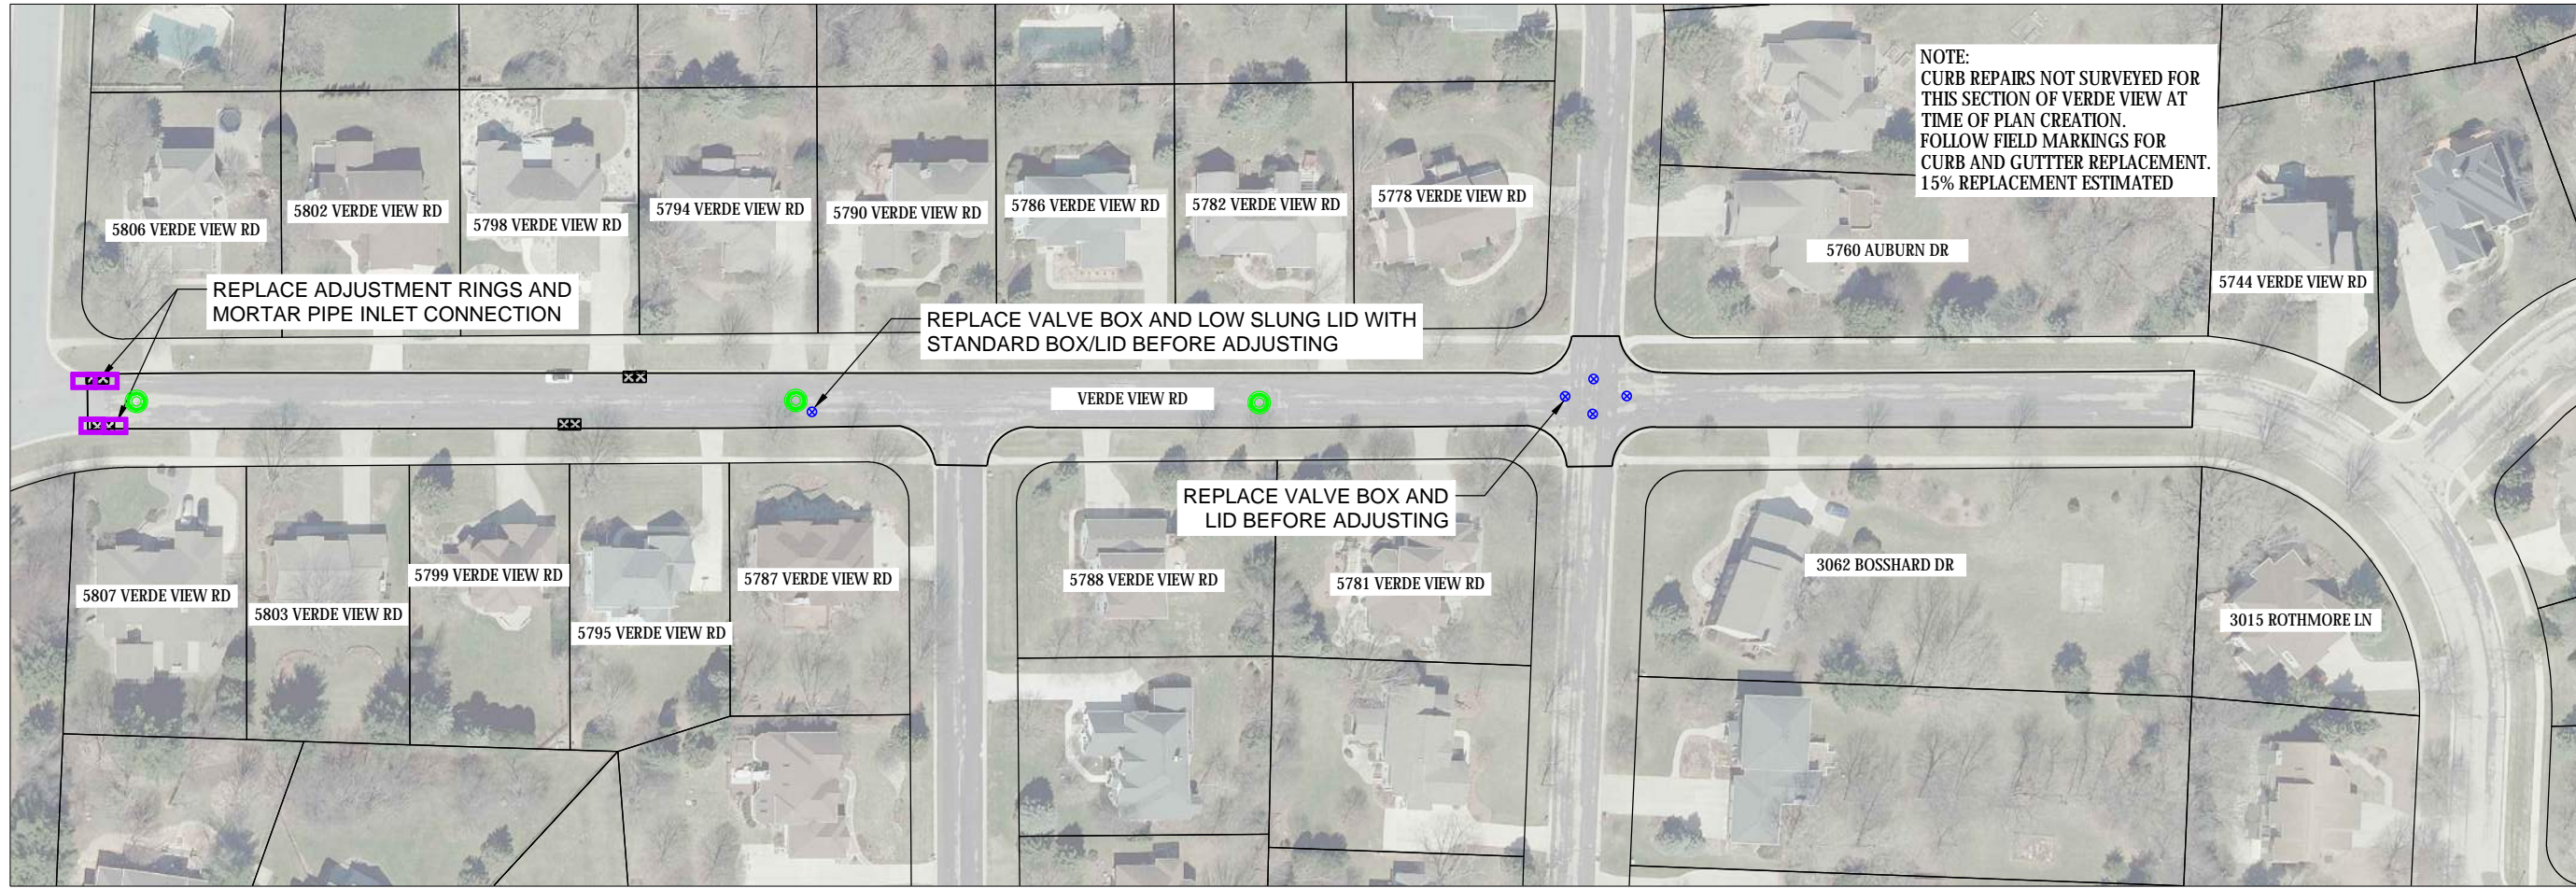 NOTE:
CURB REPAIRS NOT SURVEYED FOR
THIS SECTION OF VERDE VIEW AT
TIME OF PLAN CREATION.
FOLLOW FIELD MARKINGS FOR
CURB AND GUTTTER REPLACEMENT.
15% REPLACEMENT ESTIMATED
5806 VERDE VIEW RD
5802 VERDE VIEW RD
5798 VERDE VIEW RD
5794 VERDE VIEW RD
5790 VERDE VIEW RD
5786 VERDE VIEW RD
5782 VERDE VIEW RD
5778 VERDE VIEW RD
5760 AUBURN DR
5744 VERDE VIEW RD
REPLACE ADJUSTMENT RINGS AND
MORTAR PIPE INLET CONNECTION
REPLACE VALVE BOX AND LOW SLUNG LID WITH
STANDARD BOX/LID BEFORE ADJUSTING
VERDE VIEW RD
REPLACE VALVE BOX AND
LID BEFORE ADJUSTING
5807 VERDE VIEW RD
5803 VERDE VIEW RD
5799 VERDE VIEW RD
5795 VERDE VIEW RD
5787 VERDE VIEW RD
5788 VERDE VIEW RD
5781 VERDE VIEW RD
3062 BOSSHARD DR
3015 ROTHMORE LN